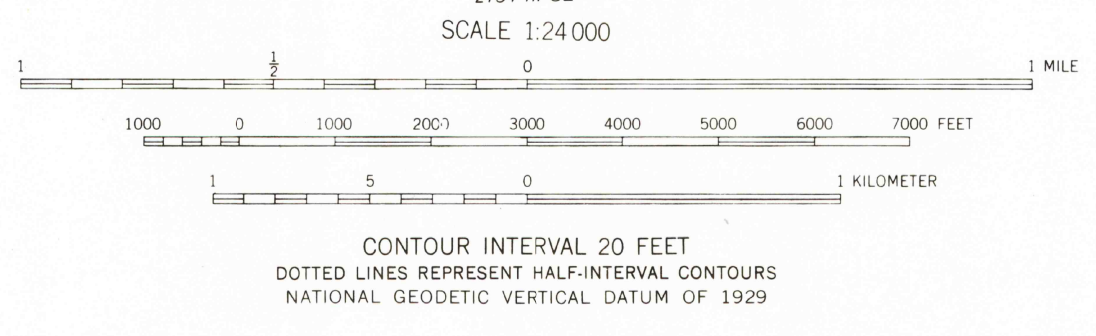 SCALE 1:24 000
1 1/2 0 1 MILE
1000 0 1000 2000 3000 4000 5000 6000 7000 FEET
1 5 0 1 KILOMETER
CONTOUR INTERVAL 20 FEET
DOTTED LINES REPRESENT HALF-INTERVAL CONTOURS
NATIONAL GEODETIC VERTICAL DATUM OF 1929